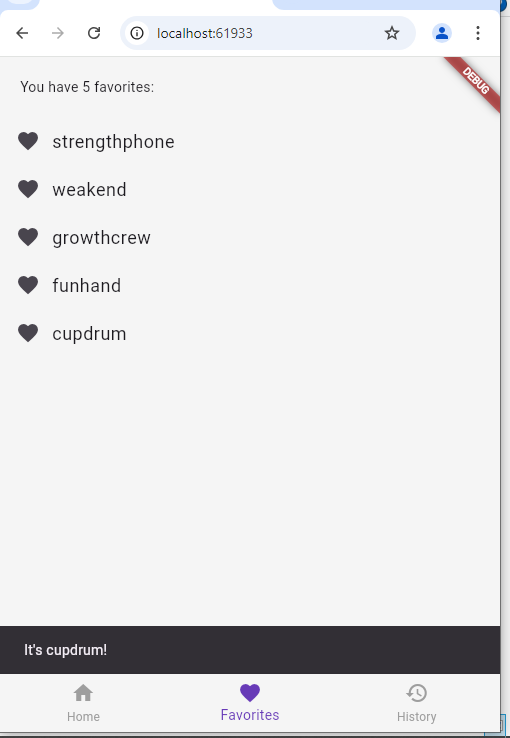 localhost:61933
DEBUG
You have 5 favorites:
strengthphone
weakend
growthcrew
funhand
cupdrum
It's cupdrum!
Home
Favorites
History